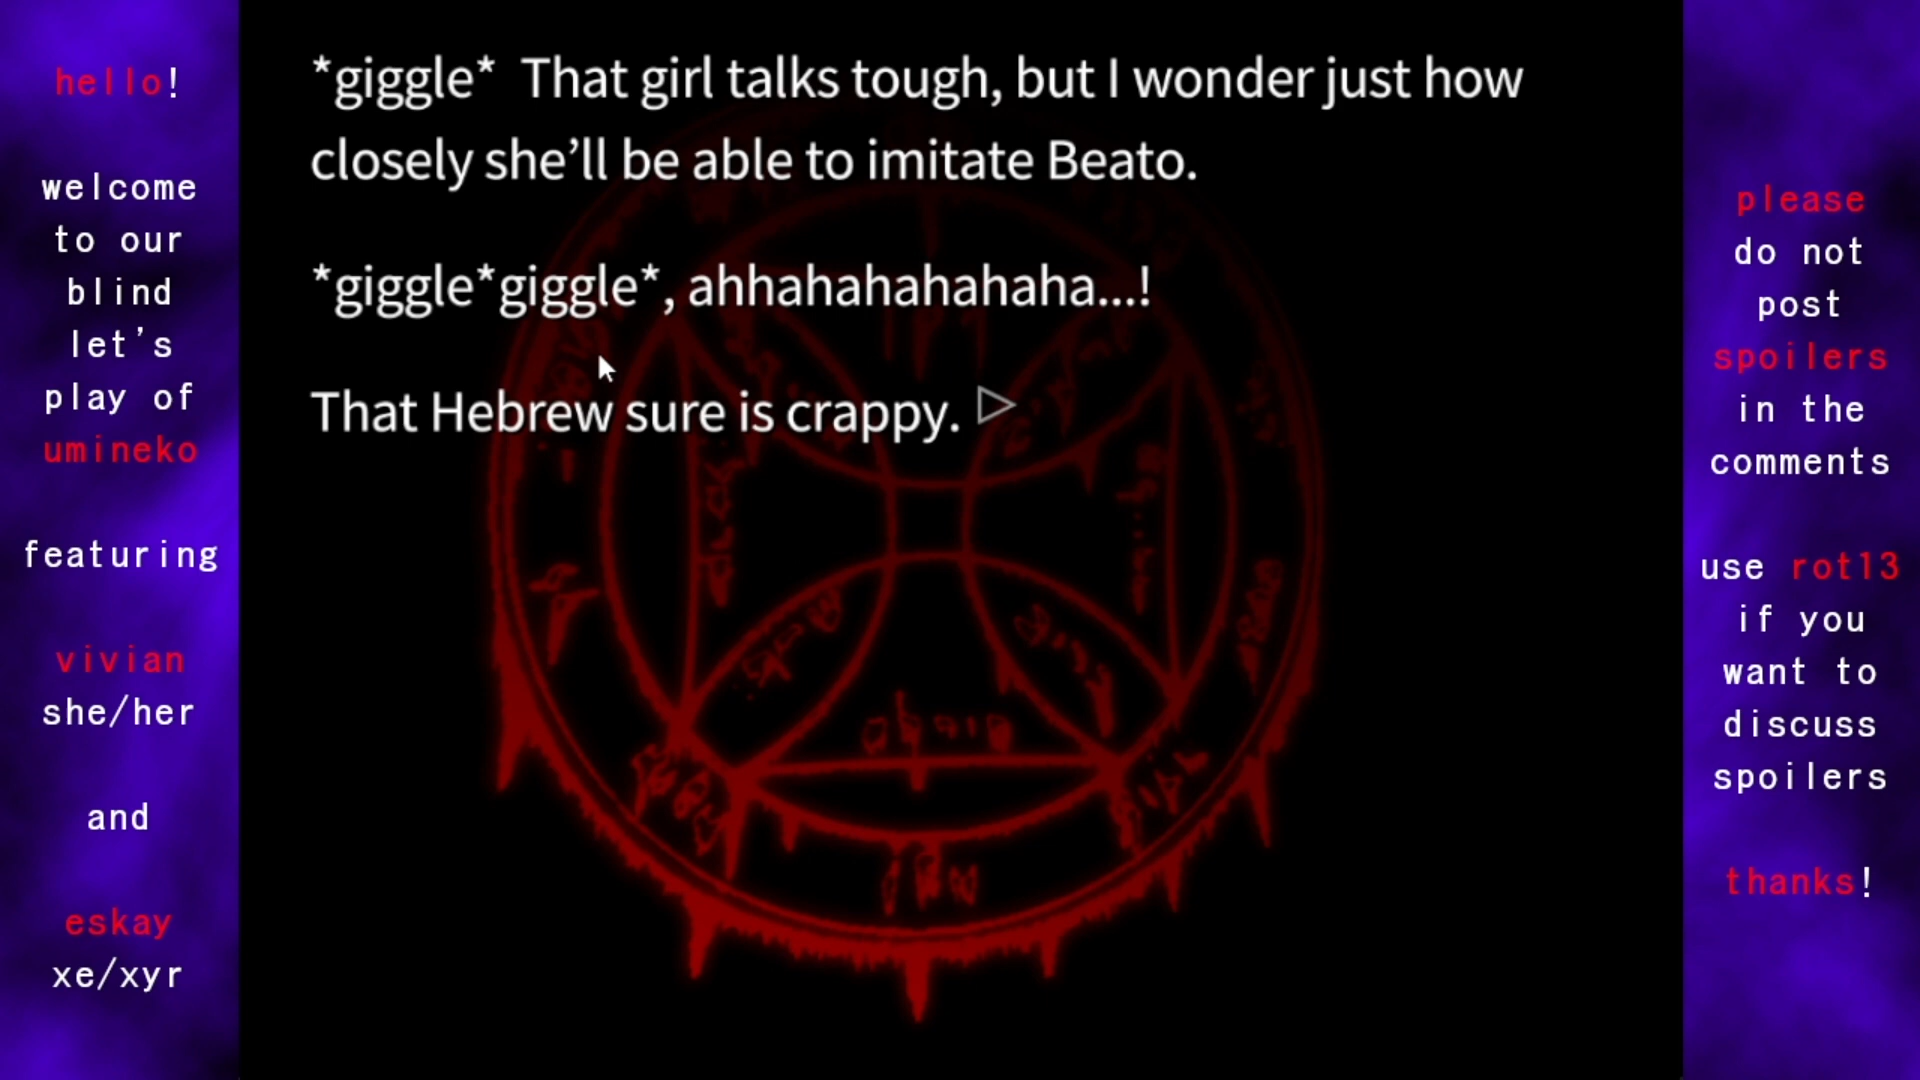 hello!
welcome
to our
blind
let's
play of
umineko
featuring
vivian
she/her
and
eskay
xe/xyr
*giggle*  That girl talks tough, but I wonder just how
closely she’ll be able to imitate Beato.
*giggle*giggle*, ahhahahahahaha...!
That Hebrew sure is crappy.
please
do not
post
spoilers
in the
comments
use rot13
if you
want to
discuss
spoilers
thanks!